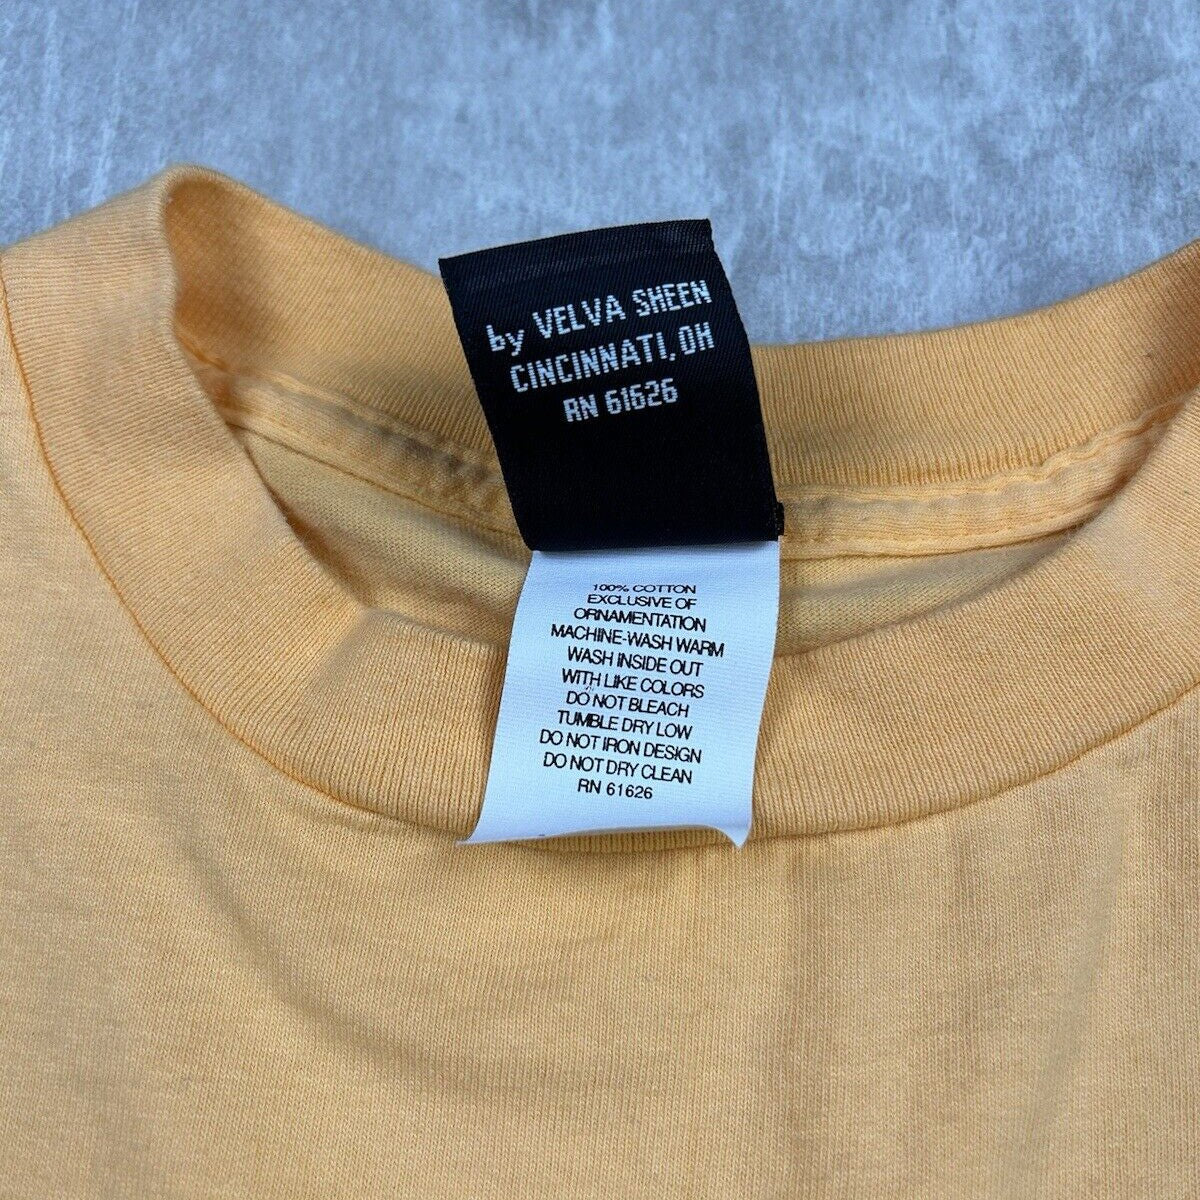 by VELVA SHEEN
CINCINNATI, OH
RN 61626
100% COTTON
EXCLUSIVE OF
ORNAMENTATION
MACHINE-WASH WARM
WASH INSIDE OUT
WITH LIKE COLORS
DO NOT BLEACH
TUMBLE DRY LOW
DO NOT IRON DESIGN
DO NOT DRY CLEAN
RN 61626